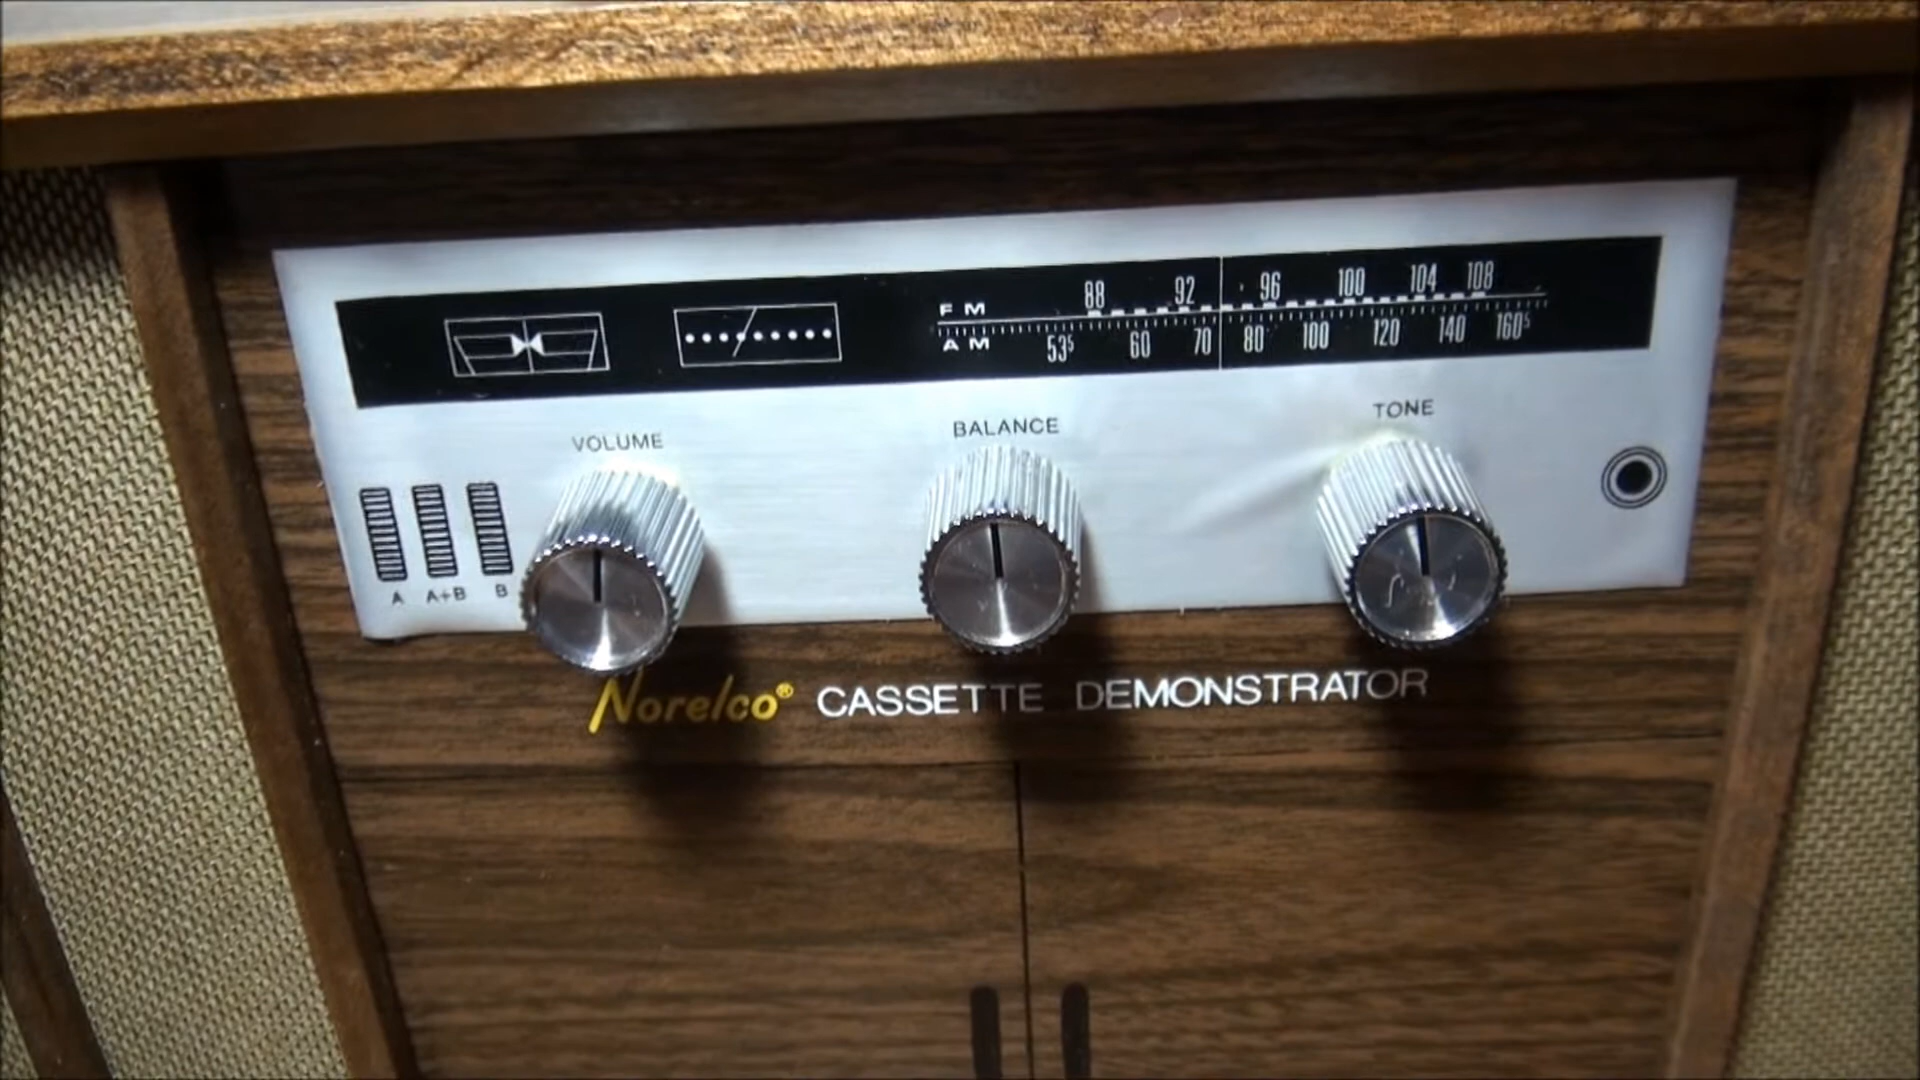 FM 88 92 96 100 104 108
AM 53⁵ 60 70 80 100 120 140 160⁵
VOLUME BALANCE TONE
A A+B B
Norelco® CASSETTE DEMONSTRATOR